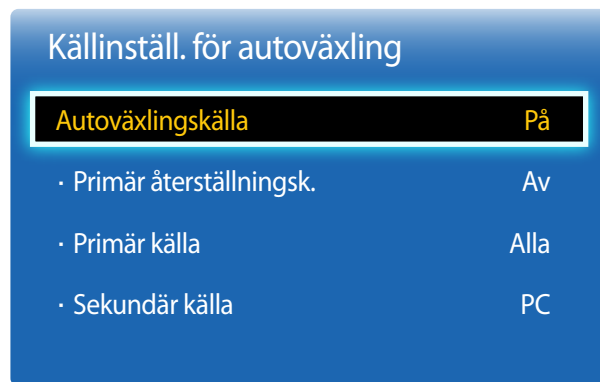 Källinställ. för autoväxling
Autoväxlingskälla På
· Primär återställningsk. Av
· Primär källa Alla
· Sekundär källa PC